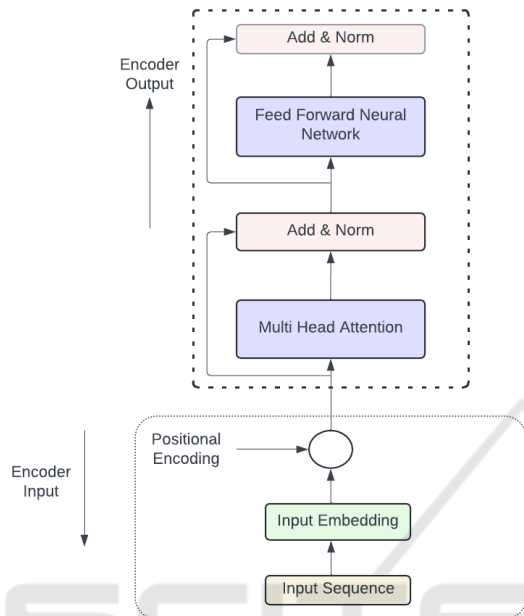 Add & Norm
Encoder
Output
Feed Forward Neural
Network
Add & Norm
Multi Head Attention
Positional
Encoding
Encoder
Input
Input Embedding
Input Sequence